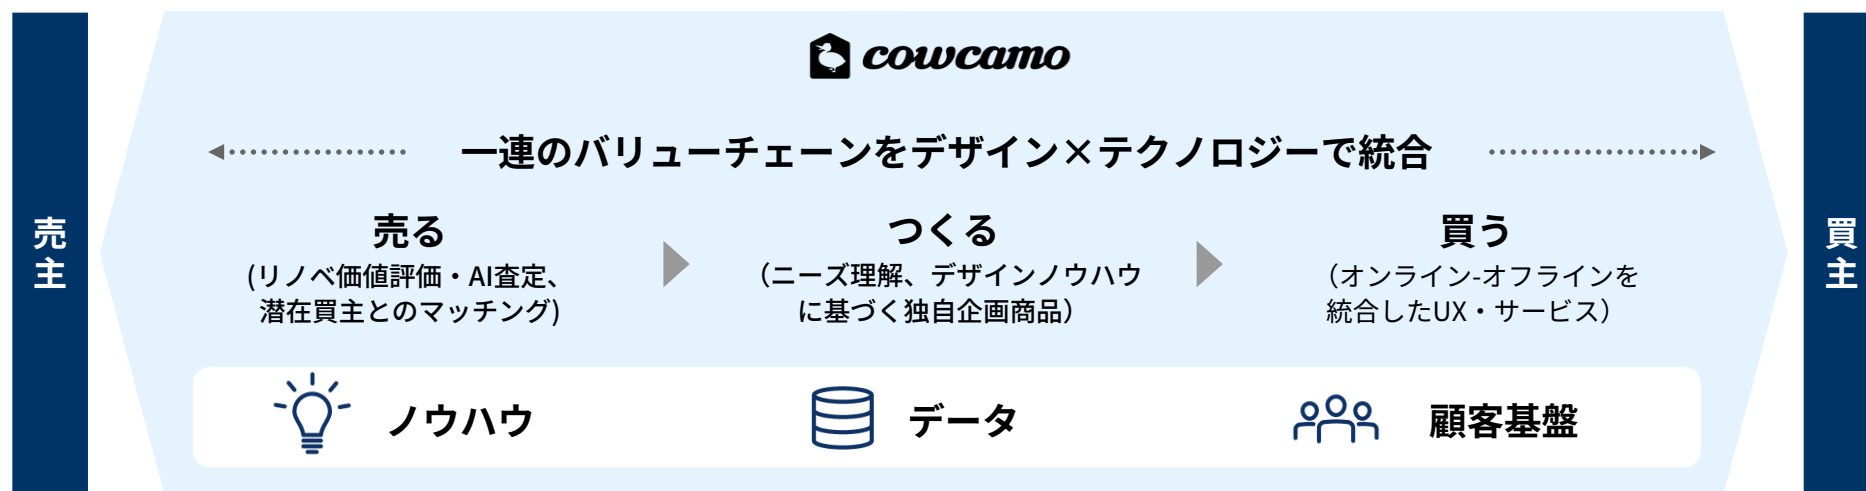 cowcamo
一連のバリューチェーンをデザイン×テクノロジーで統合
売主
売る
(リノベ価値評価・AI査定、
潜在買主とのマッチング)
つくる
（ニーズ理解、デザインノウハウ
に基づく独自企画商品）
買う
（オンライン-オフラインを
統合したUX・サービス）
買主
ノウハウ
データ
顧客基盤